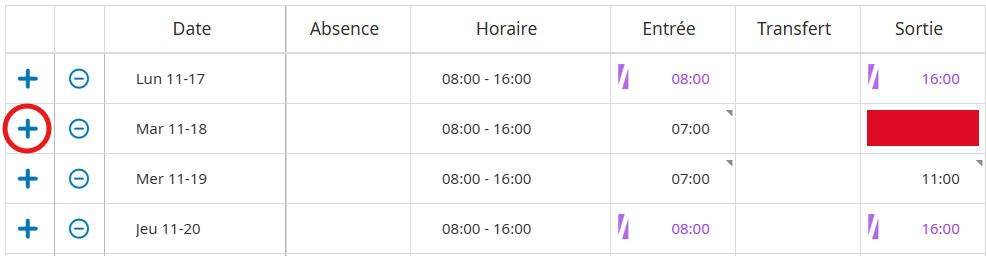 Date Absence Horaire Entrée Transfert Sortie
Lun 11-17 08:00 - 16:00 08:00 16:00
Mar 11-18 08:00 - 16:00 07:00
Mer 11-19 08:00 - 16:00 07:00 11:00
Jeu 11-20 08:00 - 16:00 08:00 16:00